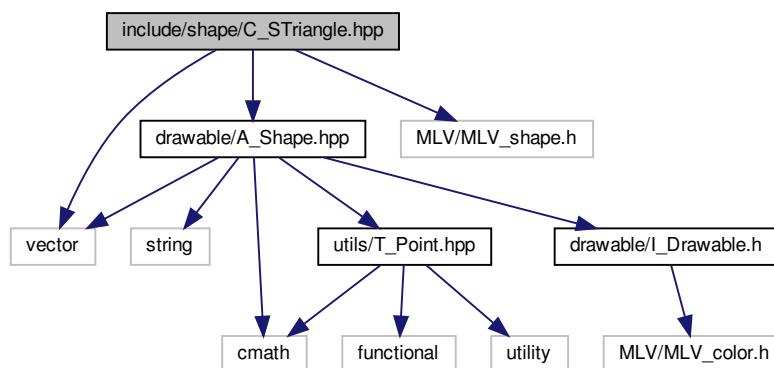 include/shape/C_STriangle.hpp
drawable/A_Shape.hpp
MLV/MLV_shape.h
vector
string
utils/T_Point.hpp
drawable/I_Drawable.h
cmath
functional
utility
MLV/MLV_color.h